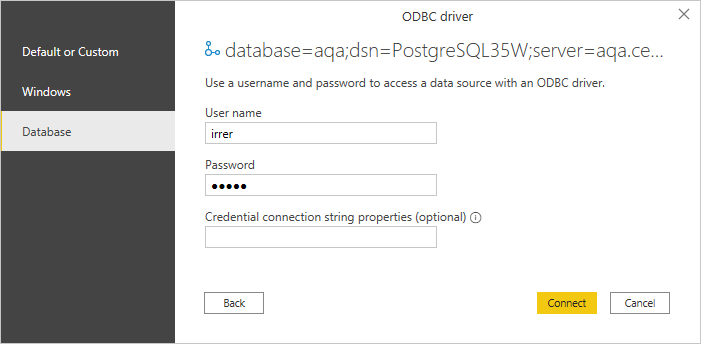 ODBC driver
Default or Custom
Windows
Database
database=aqa;dsn=PostgreSQL35W;server=aqa.ce...
Use a username and password to access a data source with an ODBC driver.
User name
irrer
Password
●●●●●
Credential connection string properties (optional)
Back
Connect
Cancel